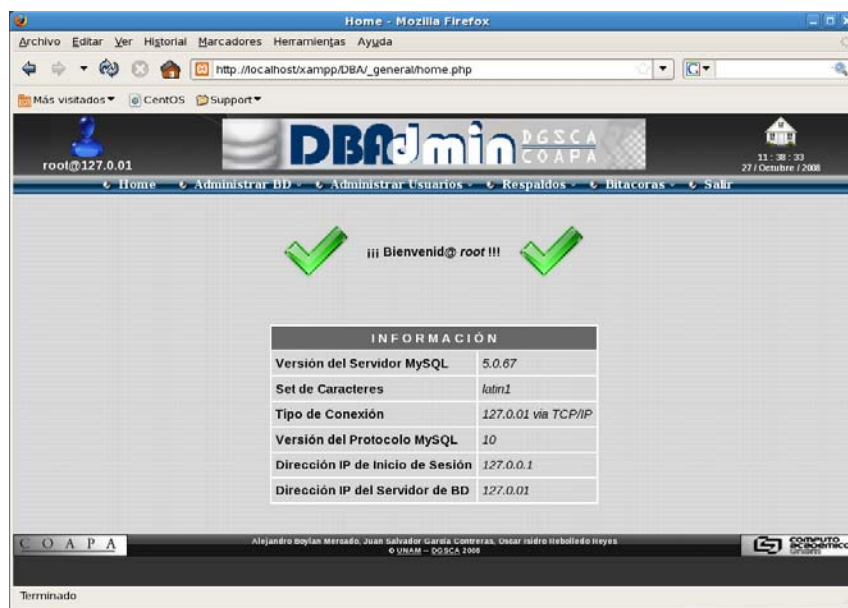 Home - Mozilla Firefox
Archivo Editar Ver Historial Marcadores Herramientas Ayuda
http://localhost/xampp/DBA/_general/home.php
Más visitados CentOS Support
DBAdmin DGSCA
COAPA
root@127.0.01
11 : 38 : 33
27 / Octubre / 2008
Home Administrar BD Administrar Usuarios Respaldos Bitacoras Salir
¡¡¡ Bienvenid@ root !!!
INFORMACIÓN
Versión del Servidor MySQL 5.0.67
Set de Caracteres latin1
Tipo de Conexión 127.0.01 via TCP/IP
Versión del Protocolo MySQL 10
Dirección IP de Inicio de Sesión 127.0.0.1
Dirección IP del Servidor de BD 127.0.01
COAPA
Alejandro Boylan Mercado, Juan Salvador García Contreras, Oscar Isidro Rebolledo Reyes
© UNAM – DGSCA 2008
computo
academico
Terminado